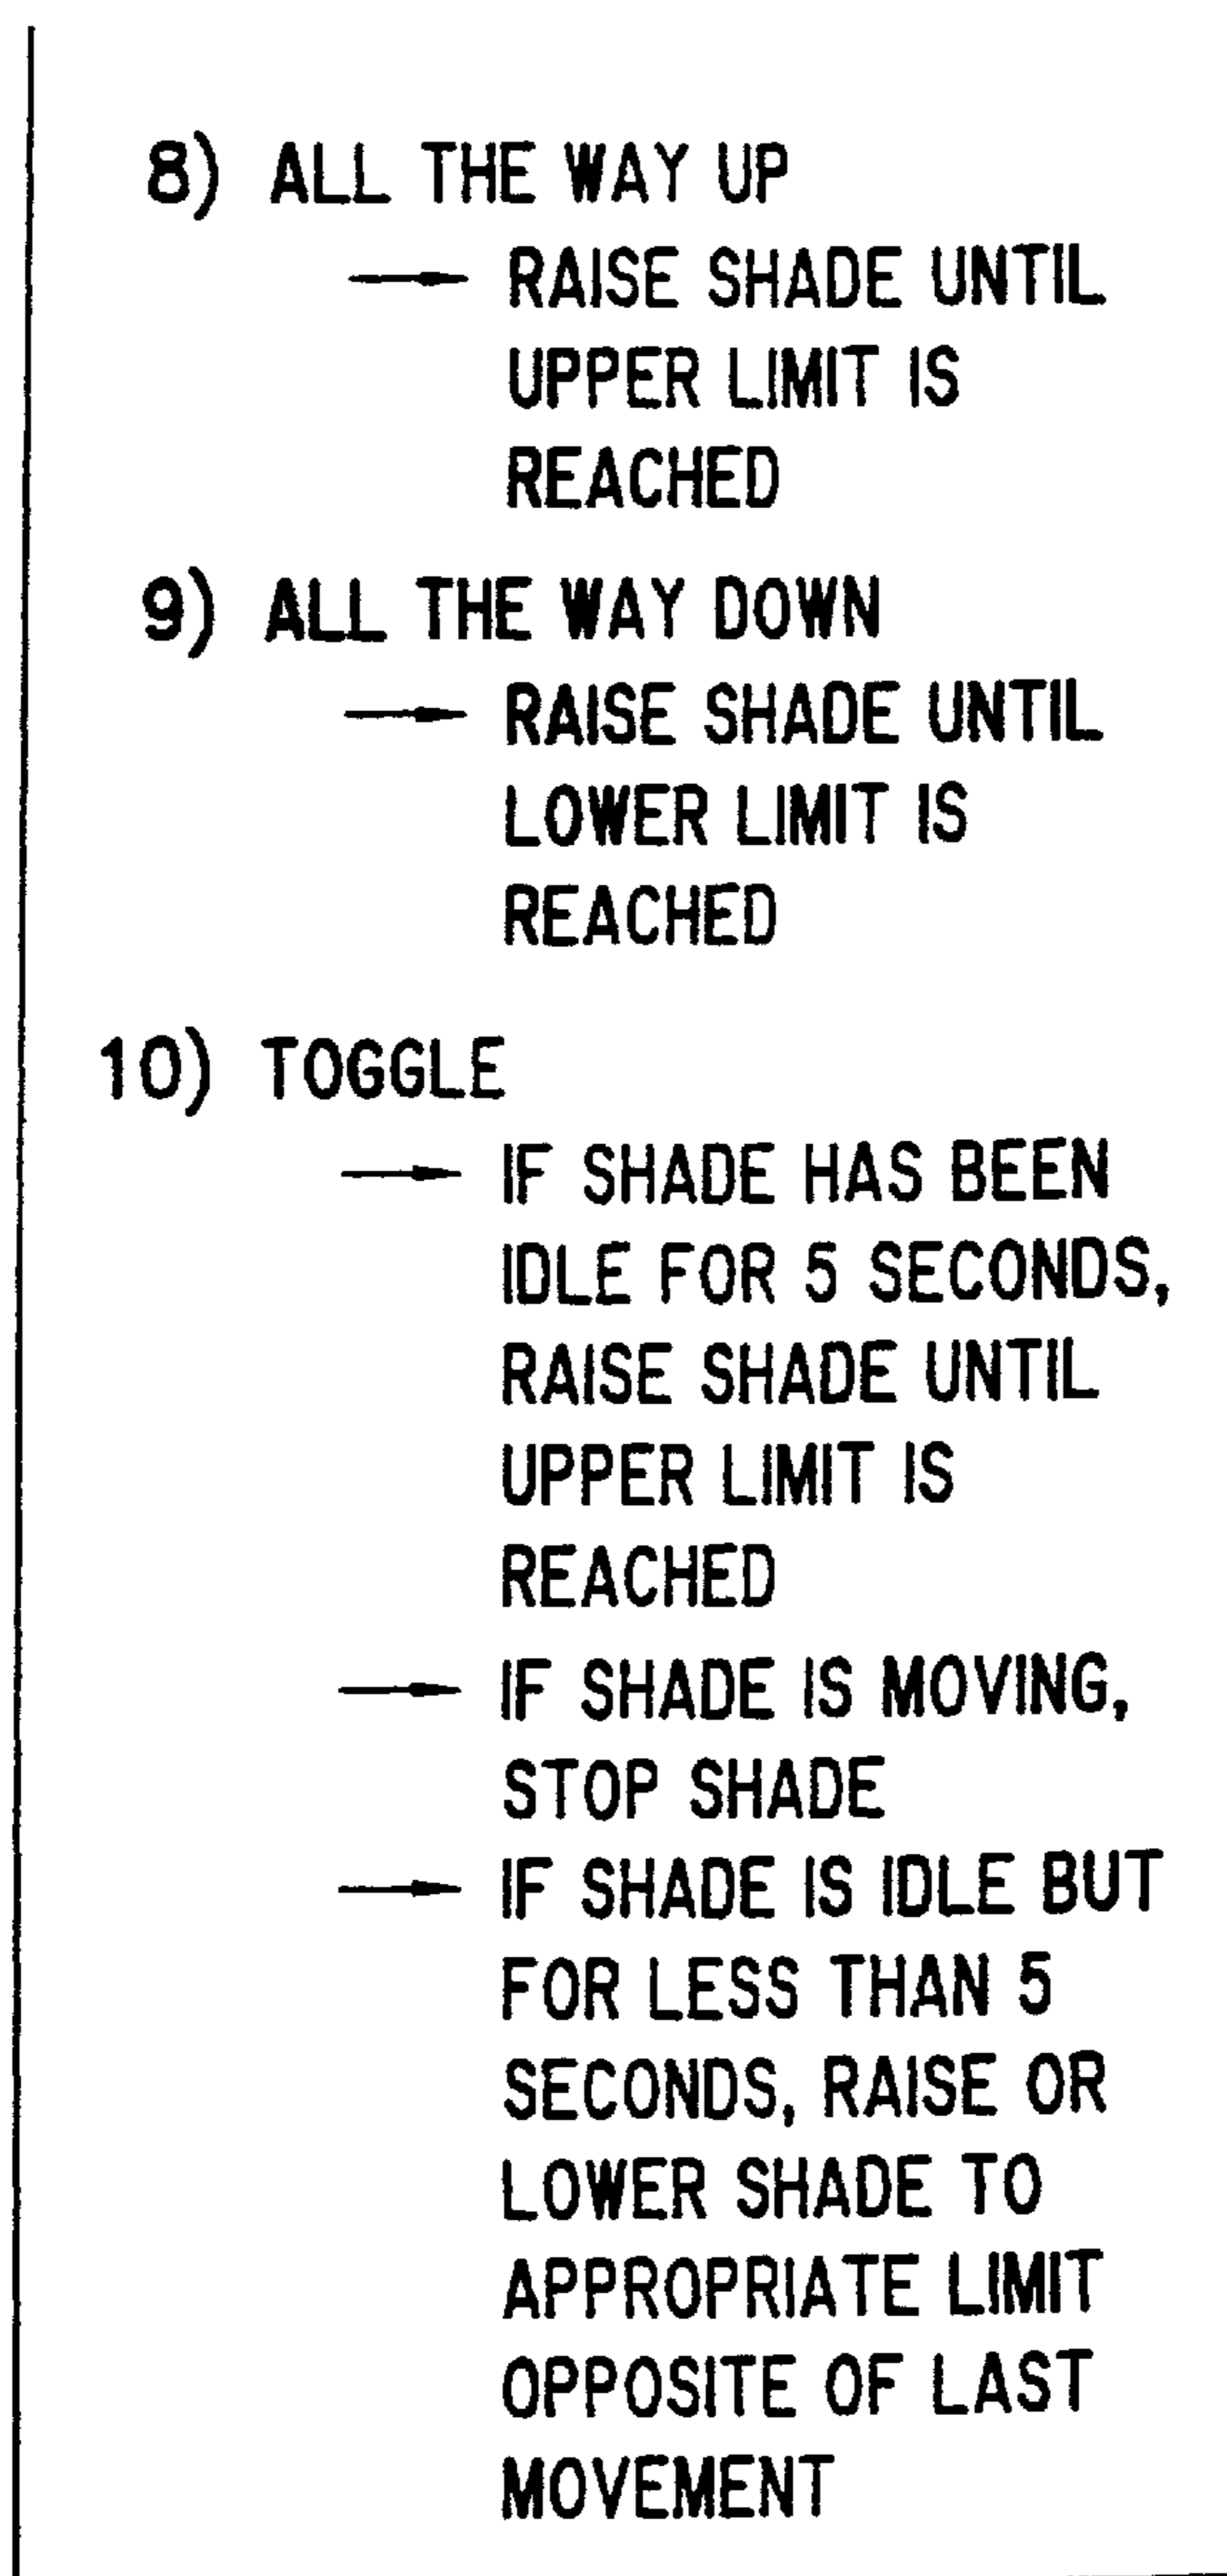 8) ALL THE WAY UP
→ RAISE SHADE UNTIL
UPPER LIMIT IS
REACHED
9) ALL THE WAY DOWN
→ RAISE SHADE UNTIL
LOWER LIMIT IS
REACHED
10) TOGGLE
→ IF SHADE HAS BEEN
IDLE FOR 5 SECONDS,
RAISE SHADE UNTIL
UPPER LIMIT IS
REACHED
→ IF SHADE IS MOVING,
STOP SHADE
→ IF SHADE IS IDLE BUT
FOR LESS THAN 5
SECONDS, RAISE OR
LOWER SHADE TO
APPROPRIATE LIMIT
OPPOSITE OF LAST
MOVEMENT